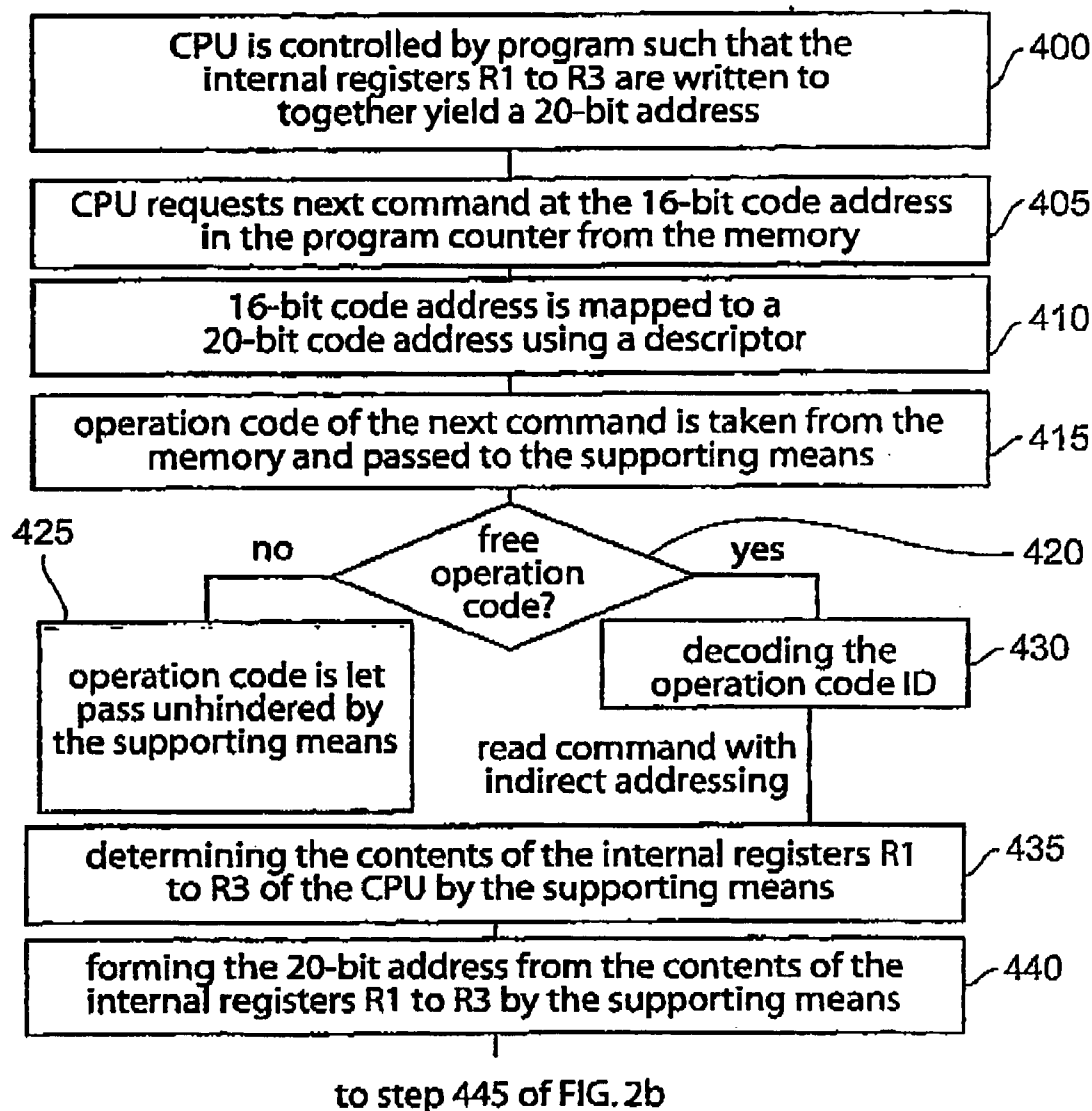 CPU is controlled by program such that the
internal registers R1 to R3 are written to
together yield a 20-bit address
400
CPU requests next command at the 16-bit code address
in the program counter from the memory
405
16-bit code address is mapped to a
20-bit code address using a descriptor
410
operation code of the next command is taken from the
memory and passed to the supporting means
415
425
no
free
operation
code?
yes
420
operation code is let
pass unhindered by
the supporting means
decoding the
operation code ID
430
read command with
indirect addressing
determining the contents of the internal registers R1
to R3 of the CPU by the supporting means
435
forming the 20-bit address from the contents of the
internal registers R1 to R3 by the supporting means
440
to step 445 of FIG. 2b